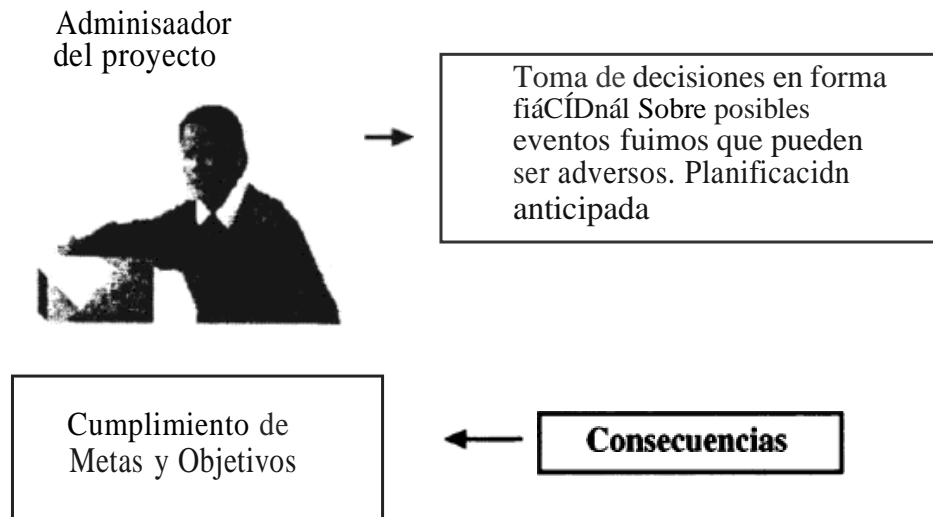 Adminisaador
del proyecto
Toma de decisiones en forma
fiáCÍDnál Sobre posibles
eventos fuimos que pueden
ser adversos. Planificacidn
anticipada
Cumplimiento de
Metas y Objetivos
Consecuencias